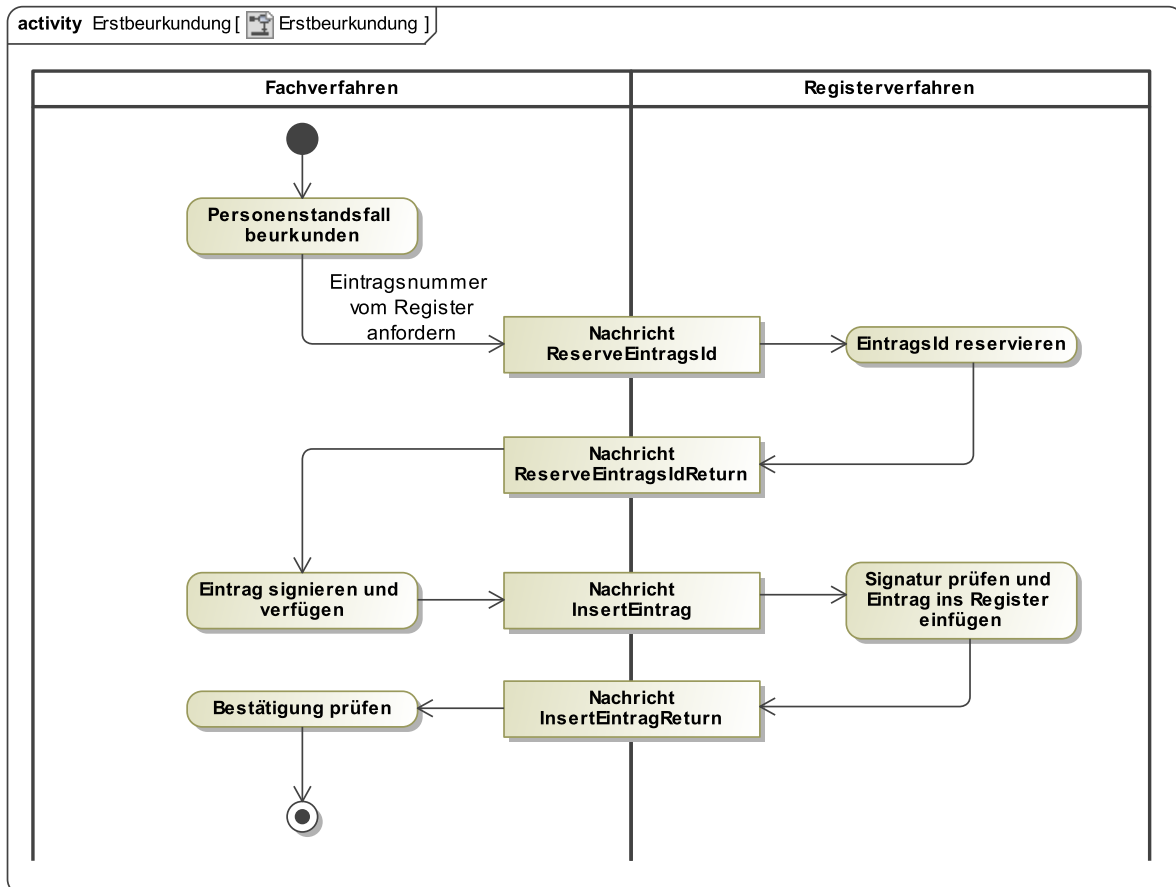 activity Erstbeurkundung [ Erstbeurkundung ]
Fachverfahren
Registerverfahren
Personenstandsfall
beurkunden
Eintragsnummer
vom Register
anfordern
Nachricht
ReserveEintragsId
EintragsId reservieren
Nachricht
ReserveEintragsIdReturn
Eintrag signieren und
verfügen
Nachricht
InsertEintrag
Signatur prüfen und
Eintrag ins Register
einfügen
Bestätigung prüfen
Nachricht
InsertEintragReturn